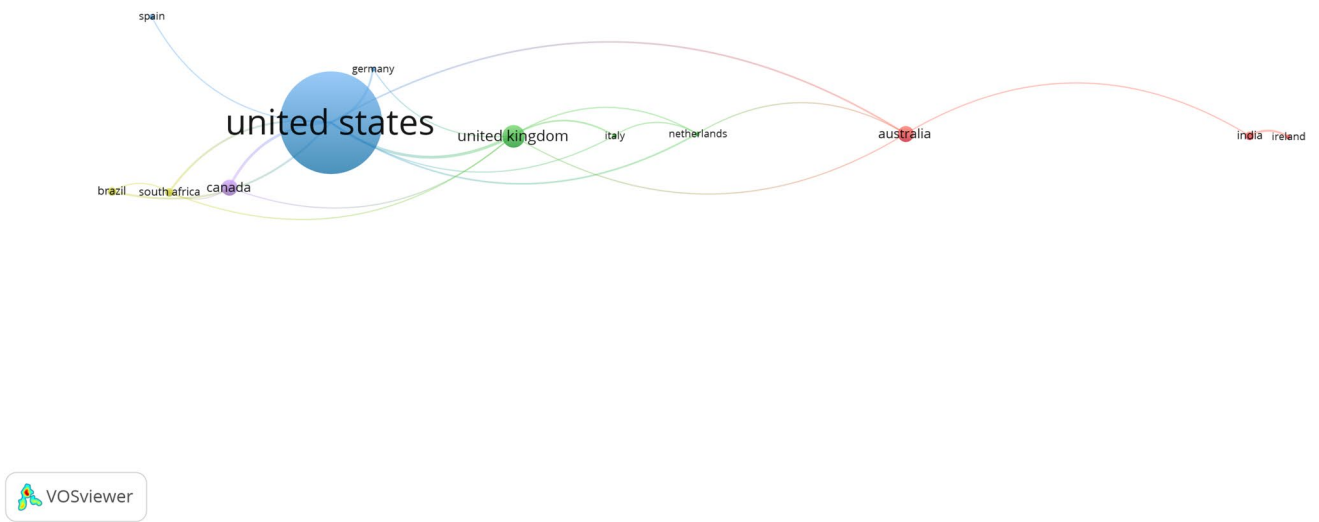 spain
germany
united states
united kingdom
italy
netherlands
australia
india
ireland
brazil
south africa
canada
VOSviewer